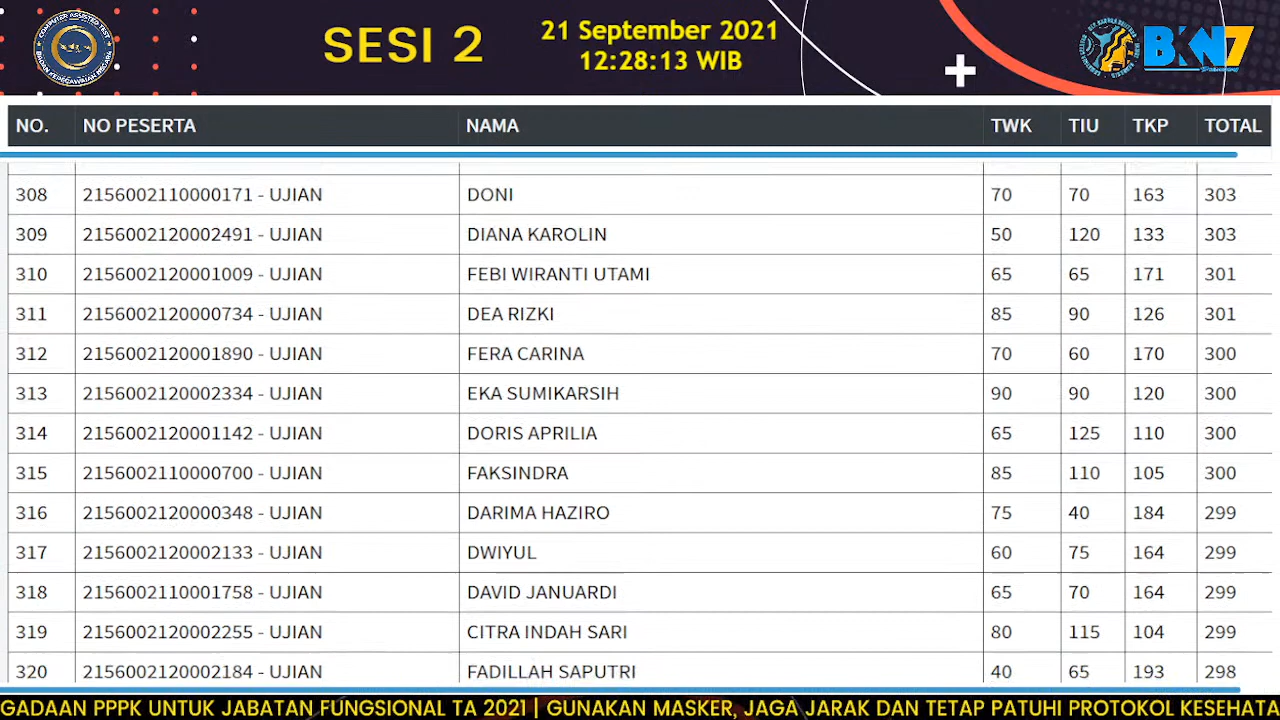 COMPUTER ASSISTED TEST
BADAN KEPEGAWAIAN NEGARA
SESI 2
21 September 2021
12:28:13 WIB
BKN7
NO. NO PESERTA NAMA TWK TIU TKP TOTAL
308 2156002110000171 - UJIAN DONI 70 70 163 303
309 2156002120002491 - UJIAN DIANA KAROLIN 50 120 133 303
310 2156002120001009 - UJIAN FEBI WIRANTI UTAMI 65 65 171 301
311 2156002120000734 - UJIAN DEA RIZKI 85 90 126 301
312 2156002120001890 - UJIAN FERA CARINA 70 60 170 300
313 2156002120002334 - UJIAN EKA SUMIKARSIH 90 90 120 300
314 2156002120001142 - UJIAN DORIS APRILIA 65 125 110 300
315 2156002110000700 - UJIAN FAKSINDRA 85 110 105 300
316 2156002120000348 - UJIAN DARIMA HAZIRO 75 40 184 299
317 2156002120002133 - UJIAN DWIYUL 60 75 164 299
318 2156002110001758 - UJIAN DAVID JANUARDI 65 70 164 299
319 2156002120002255 - UJIAN CITRA INDAH SARI 80 115 104 299
320 2156002120002184 - UJIAN FADILLAH SAPUTRI 40 65 193 298
GADAAN PPPK UNTUK JABATAN FUNGSIONAL TA 2021 | GUNAKAN MASKER, JAGA JARAK DAN TETAP PATUHI PROTOKOL KESEHATA